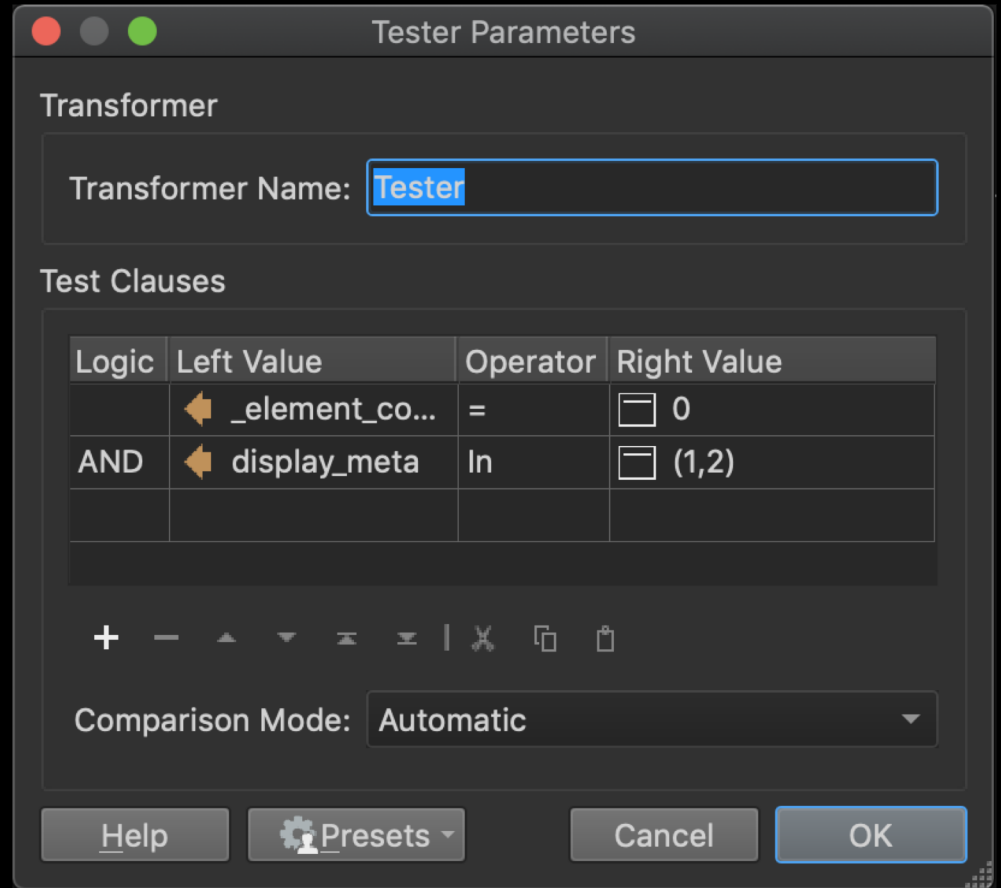 Tester Parameters
Transformer
Transformer Name: Tester
Test Clauses
Logic Left Value Operator Right Value
_element_co... = 0
AND display_meta In (1,2)
Comparison Mode: Automatic
Help Presets Cancel OK